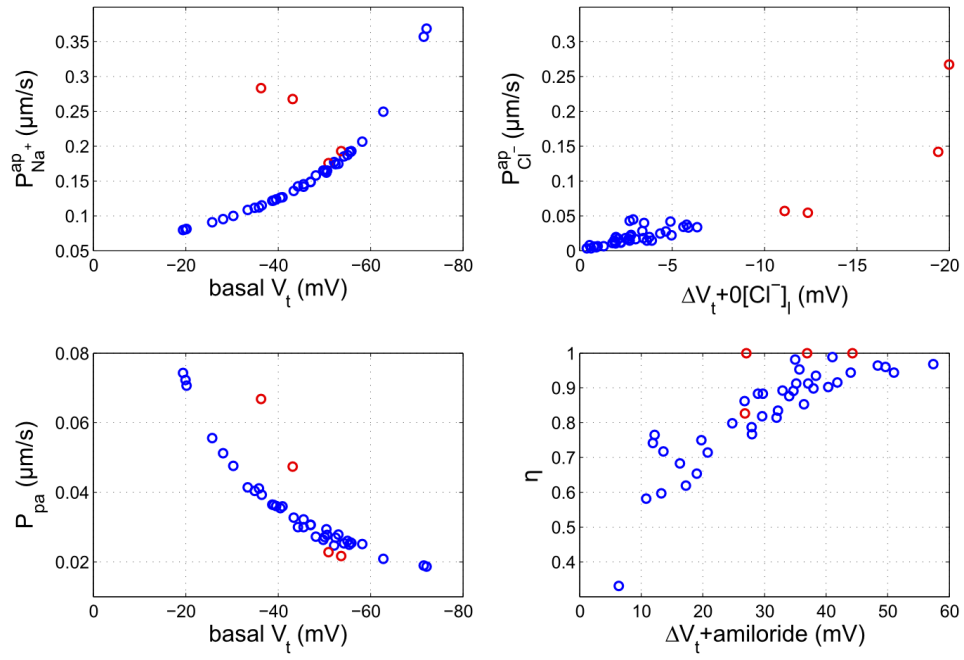 0.35
0.3
0.25
0.2
0.15
0.1
0.05
0 −20 −40 −60 −80
P^ap_Na+ (µm/s)
basal V_t (mV)
0.3
0.25
0.2
0.15
0.1
0.05
0
0 −5 −10 −15 −20
P^ap_Cl− (µm/s)
ΔV_t+0[Cl−]_l (mV)
0.08
0.06
0.04
0.02
0 −20 −40 −60 −80
P_pa (µm/s)
basal V_t (mV)
1
0.9
0.8
0.7
0.6
0.5
0.4
0 10 20 30 40 50 60
η
ΔV_t+amiloride (mV)